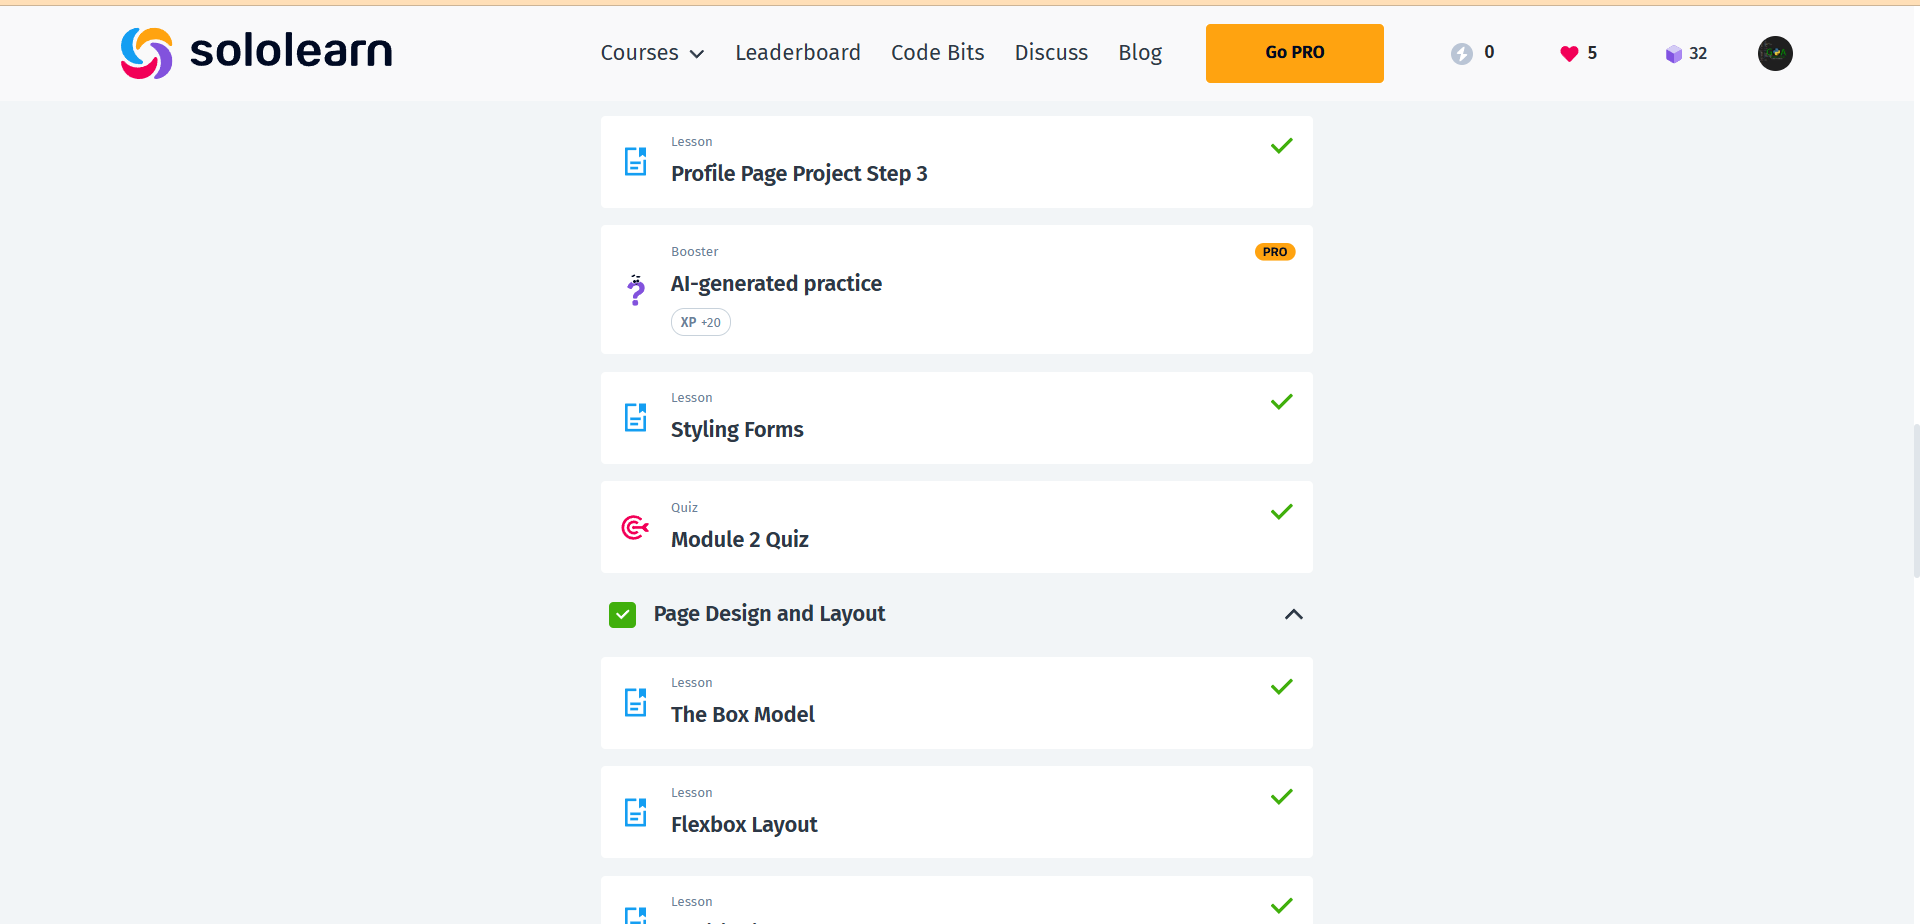 sololearn
Courses Leaderboard Code Bits Discuss Blog Go PRO 0 5 32
Lesson
Profile Page Project Step 3
Booster PRO
AI-generated practice
XP +20
Lesson
Styling Forms
Quiz
Module 2 Quiz
Page Design and Layout
Lesson
The Box Model
Lesson
Flexbox Layout
Lesson